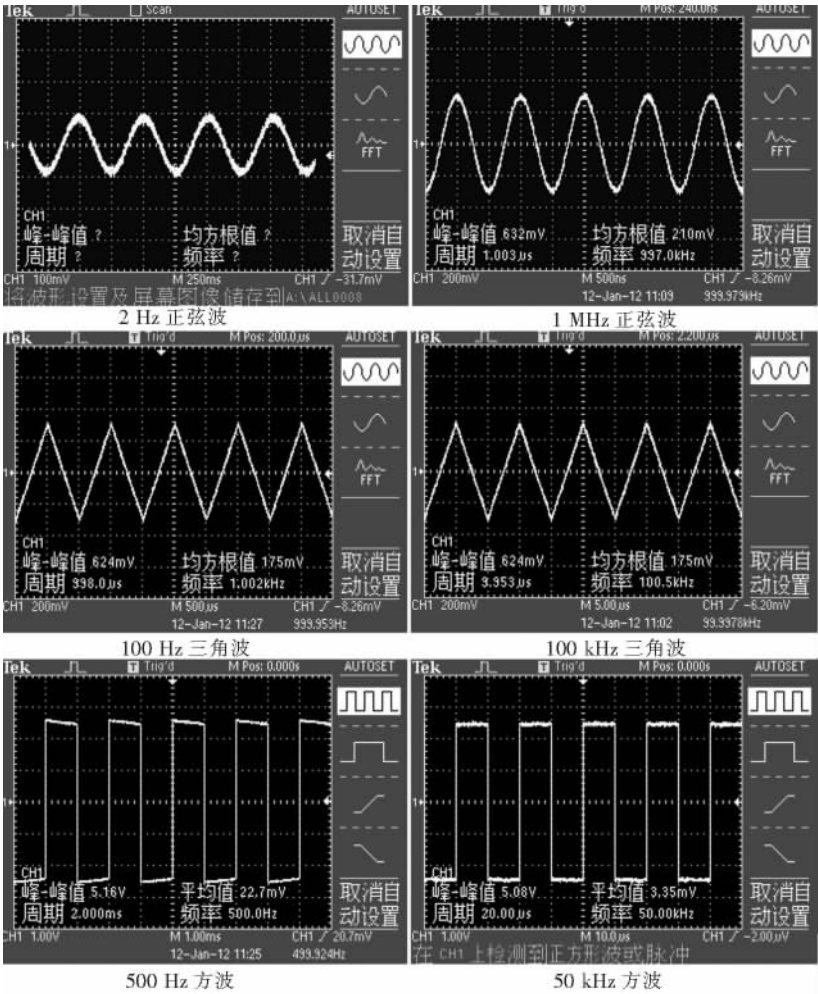 Tek Scan AUTOSET
1
FFT
CH1
峰-峰值 ? 均方根值 ?
周期 ? 频率 ?
取消自
动设置
CH1 100mV M 250ms CH1 / -31.7mV
将波形,设置及屏幕图像储存到A:\ALL0008
2 Hz 正弦波
Tek T Trig'd M Pos: 240.0ns AUTOSET
1
FFT
CH1
峰-峰值 632mV 均方根值 210mV
周期 1.003μs 频率 997.0kHz
取消自
动设置
CH1 200mV M 500ns CH1 / -8.26mV
12-Jan-12 11:09 999.979kHz
1 MHz 正弦波
Tek T Trig'd M Pos: 200.0μs AUTOSET
1
FFT
CH1
峰-峰值 624mV 均方根值 175mV
周期 998.0μs 频率 1.002kHz
取消自
动设置
CH1 200mV M 500μs CH1 / -8.26mV
12-Jan-12 11:27 999.953Hz
100 Hz 三角波
Tek T Trig'd M Pos: 2.200μs AUTOSET
1
FFT
CH1
峰-峰值 624mV 均方根值 175mV
周期 9.953μs 频率 100.5kHz
取消自
动设置
CH1 200mV M 5.00μs CH1 / -6.20mV
12-Jan-12 11:02 99.9978kHz
100 kHz 三角波
Tek T Trig'd M Pos: 0.000s AUTOSET
1
CH1
峰-峰值 5.16V 平均值 22.7mV
周期 2.000ms 频率 500.0Hz
取消自
动设置
CH1 1.00V M 1.00ms CH1 / 20.7mV
12-Jan-12 11:25 499.924Hz
500 Hz 方波
Tek T Trig'd M Pos: 0.000s AUTOSET
1
CH1
峰-峰值 5.08V 平均值 3.35mV
周期 20.00μs 频率 50.00kHz
取消自
动设置
CH1 1.00V M 10.0μs CH1 / -2.00μV
在 CH1 上检测到正方形波或脉冲
50 kHz 方波